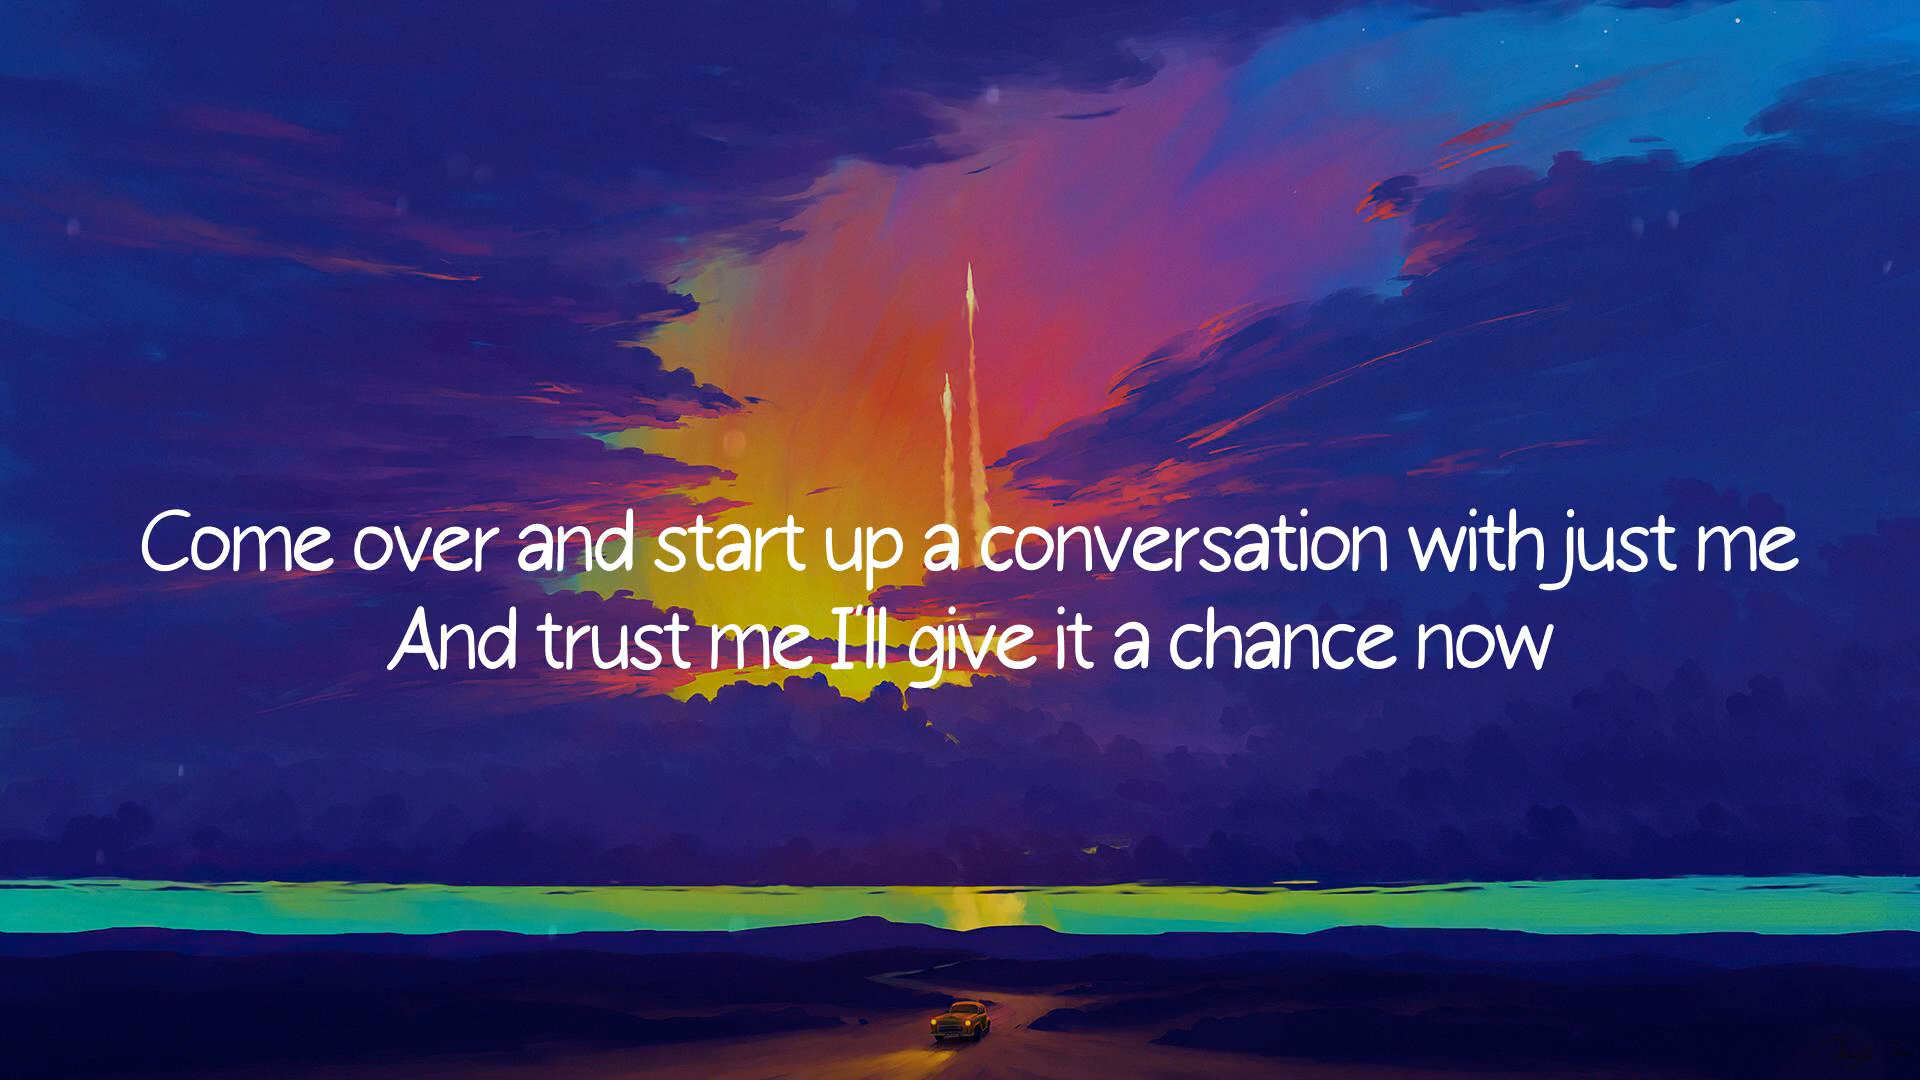 Come over and start up a conversation with just me
And trust me I'll give it a chance now